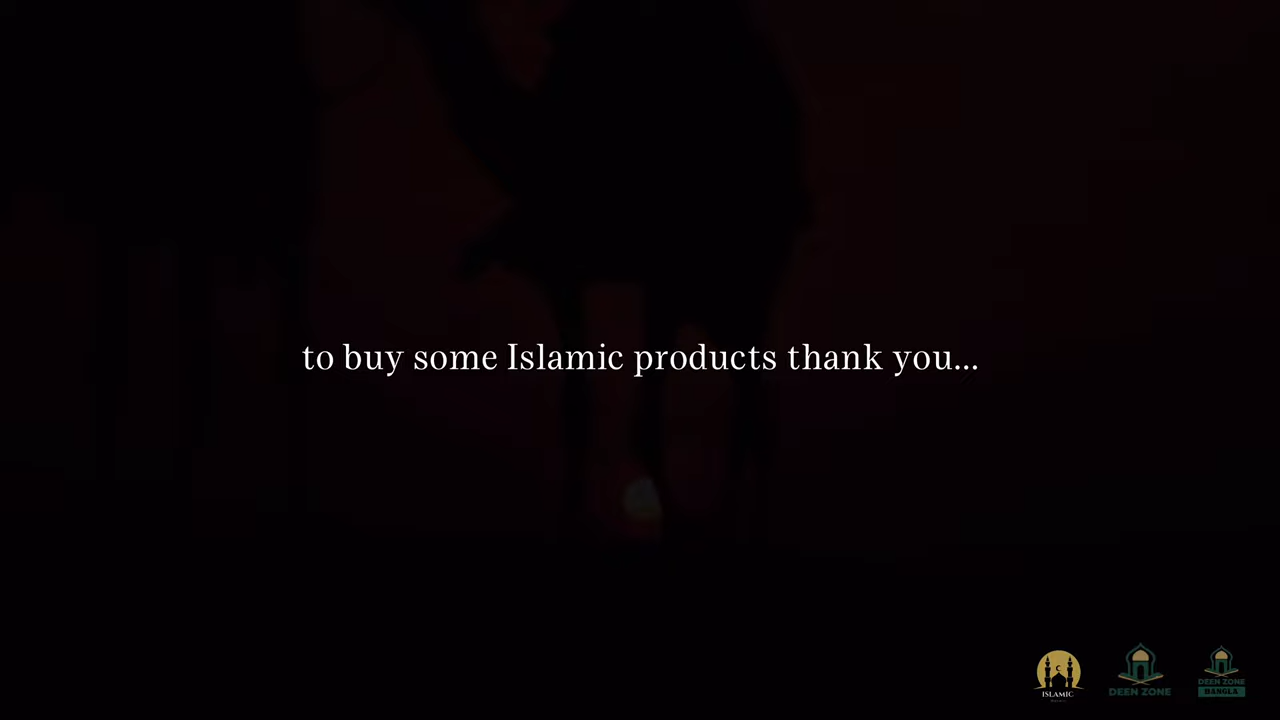 to buy some Islamic products thank you...
ISLAMIC
DEEN ZONE
DEEN ZONE
BANGLA